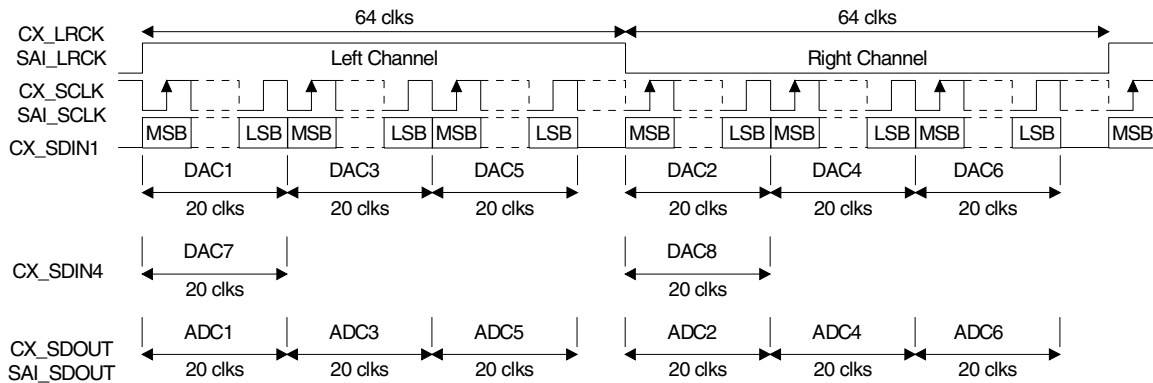 64 clks 64 clks
CX_LRCK
SAI_LRCK Left Channel Right Channel
CX_SCLK
SAI_SCLK
CX_SDIN1 MSB LSB MSB LSB MSB LSB MSB LSB MSB LSB MSB LSB MSB
DAC1 DAC3 DAC5 DAC2 DAC4 DAC6
20 clks 20 clks 20 clks 20 clks 20 clks 20 clks
DAC7 DAC8
CX_SDIN4
20 clks 20 clks
ADC1 ADC3 ADC5 ADC2 ADC4 ADC6
CX_SDOUT
SAI_SDOUT 20 clks 20 clks 20 clks 20 clks 20 clks 20 clks